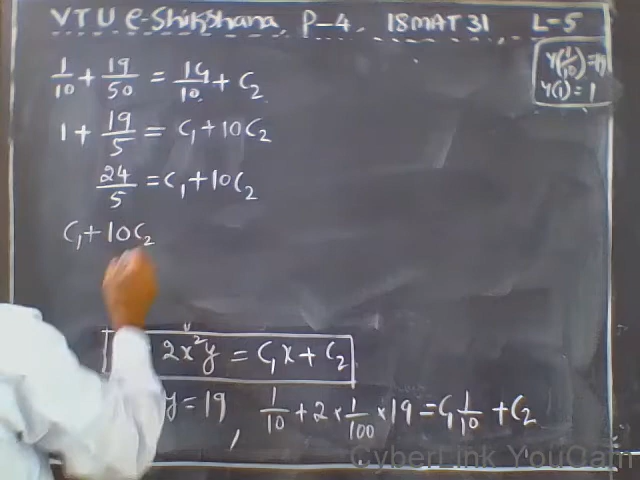 VTU e-Shikshana P-4. 18MAT31 L-5
y(1/10)=19
y(1)=1
1/10 + 19/50 = 1C₁/10 + C₂
1 + 19/5 = C₁ + 10C₂
24/5 = C₁ + 10C₂
C₁ + 10C₂
2x²y = C₁x + C₂
y = 19, 1/10 + 2 × 1/100 × 19 = C₁ 1/10 + C₂
CyberLink YouCam